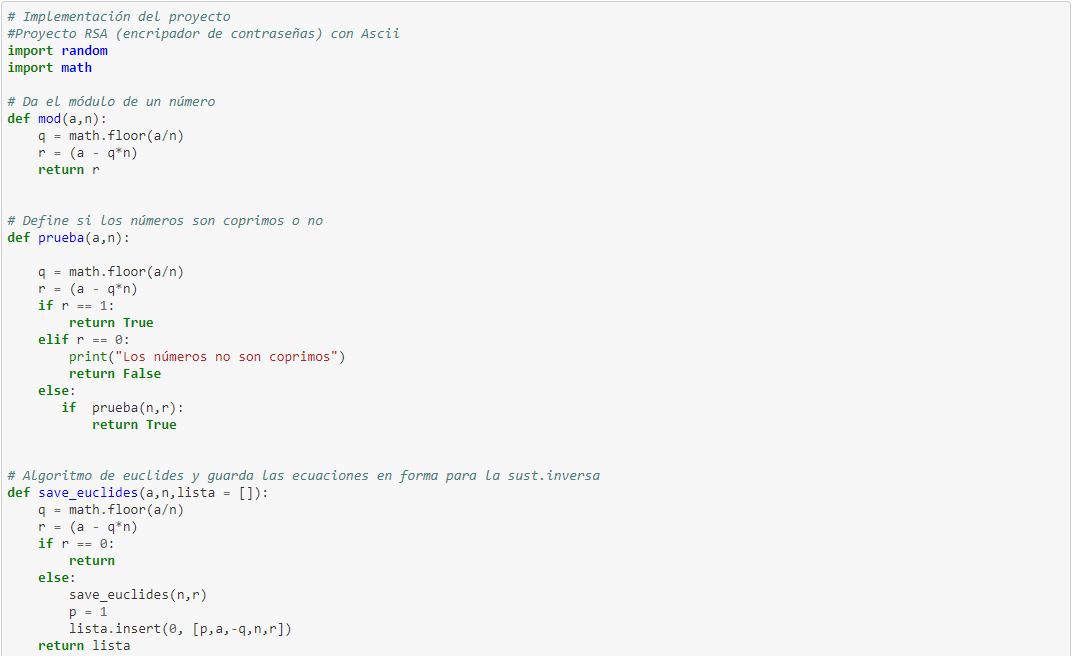 # Implementación del proyecto
#Proyecto RSA (encripador de contraseñas) con Ascii
import random
import math
# Da el módulo de un número
def mod(a,n):
    q = math.floor(a/n)
    r = (a - q*n)
    return r
# Define si los números son coprimos o no
def prueba(a,n):
    q = math.floor(a/n)
    r = (a - q*n)
    if r == 1:
        return True
    elif r == 0:
        print("Los números no son coprimos")
        return False
    else:
       if  prueba(n,r):
           return True
# Algoritmo de euclides y guarda las ecuaciones en forma para la sust.inversa
def save_euclides(a,n,lista = []):
    q = math.floor(a/n)
    r = (a - q*n)
    if r == 0:
        return
    else:
        save_euclides(n,r)
        p = 1
        lista.insert(0, [p,a,-q,n,r])
    return lista